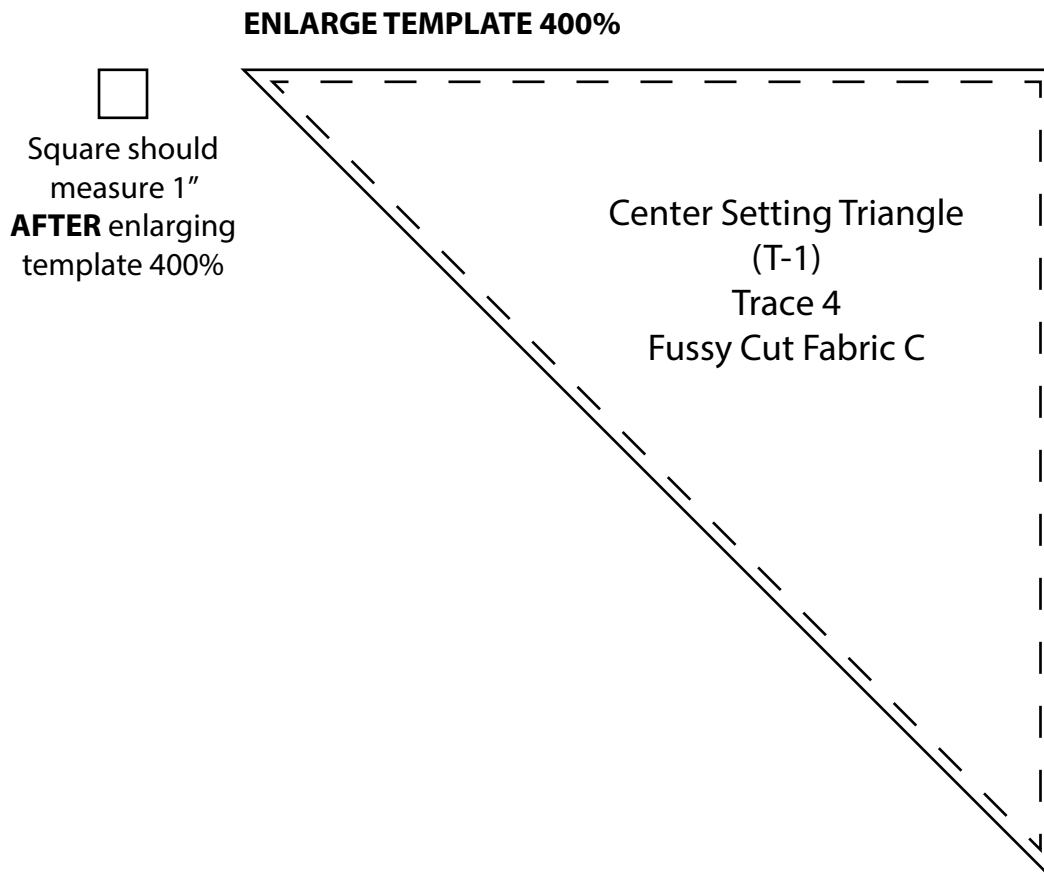 ENLARGE TEMPLATE 400%
Square should
measure 1”
AFTER enlarging
template 400%
Center Setting Triangle
(T-1)
Trace 4
Fussy Cut Fabric C